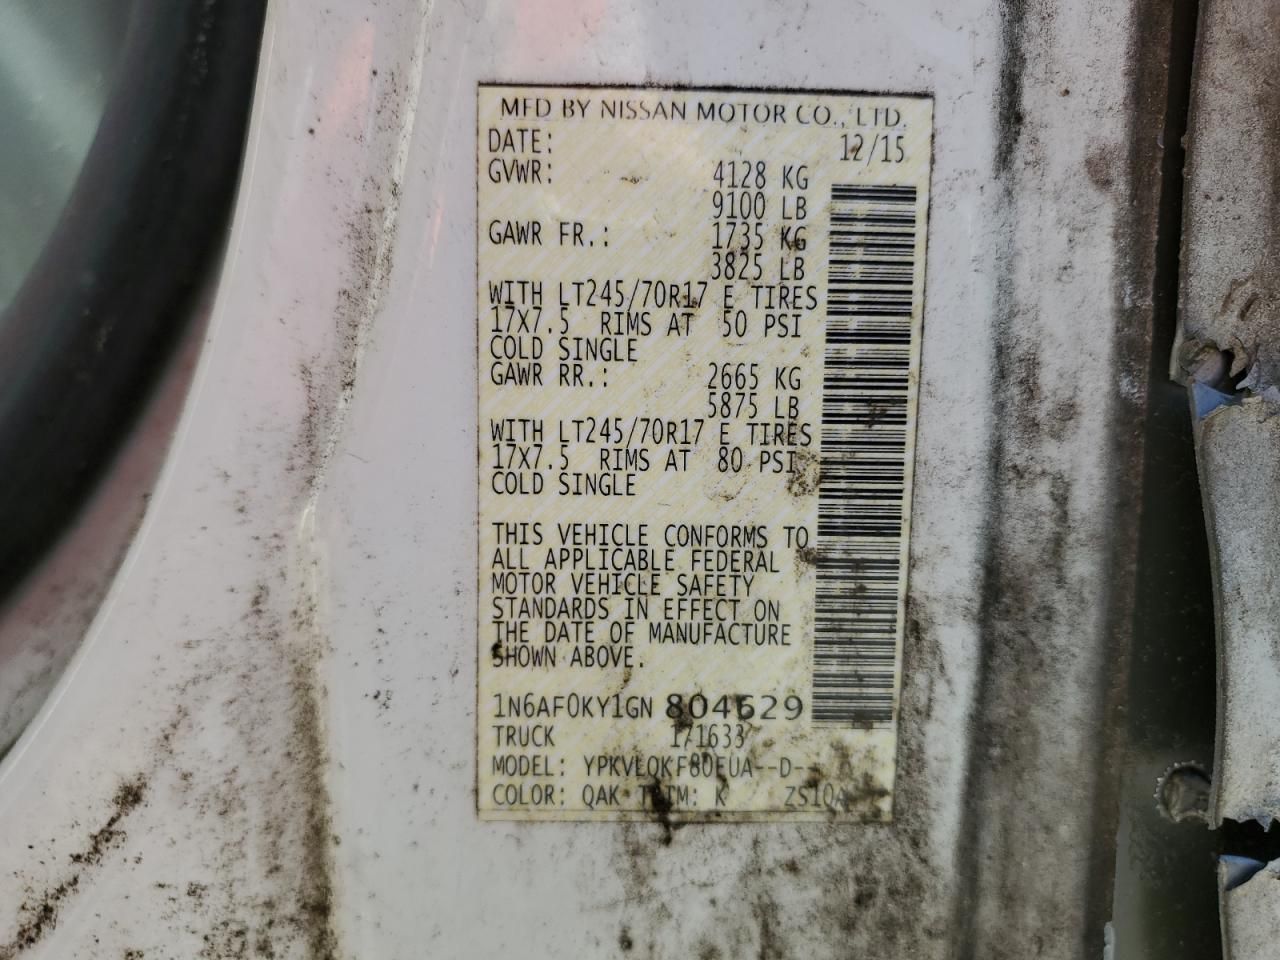 MFD BY NISSAN MOTOR CO., LTD.
DATE: 12/15
GVWR: 4128 KG
9100 LB
GAWR FR.: 1735 KG
3825 LB
WITH LT245/70R17 E TIRES
17X7.5 RIMS AT 50 PSI
COLD SINGLE
GAWR RR.: 2665 KG
5875 LB
WITH LT245/70R17 E TIRES
17X7.5 RIMS AT 80 PSI
COLD SINGLE
THIS VEHICLE CONFORMS TO
ALL APPLICABLE FEDERAL
MOTOR VEHICLE SAFETY
STANDARDS IN EFFECT ON
THE DATE OF MANUFACTURE
SHOWN ABOVE.
1N6AF0KY1GN 804629
TRUCK 171633
MODEL: YPKVLQKF80EUA--D-
COLOR: QAK TRIM: K ZS1QA